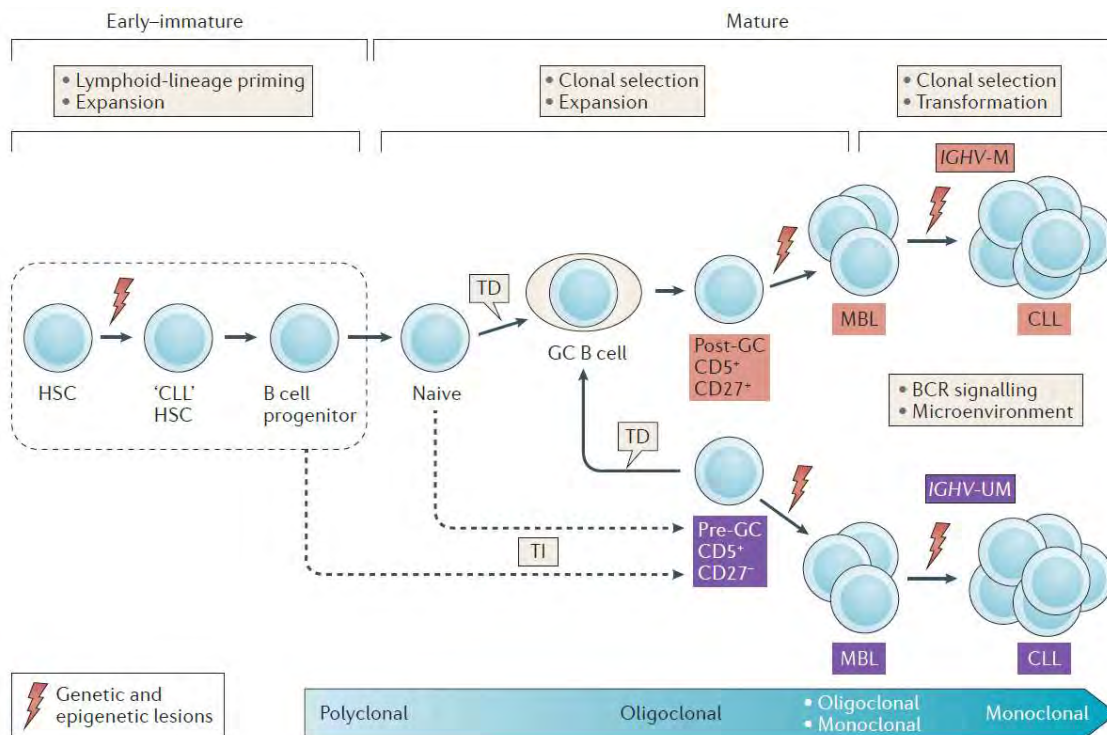 Early–immature
Mature
• Lymphoid-lineage priming
• Expansion
• Clonal selection
• Expansion
• Clonal selection
• Transformation
IGHV-M
TD
MBL
CLL
HSC
'CLL'
HSC
B cell
progenitor
Naive
GC B cell
Post-GC
CD5⁺
CD27⁺
• BCR signalling
• Microenvironment
TD
IGHV-UM
TI
Pre-GC
CD5⁺
CD27⁻
MBL
CLL
Genetic and
epigenetic lesions
Polyclonal
Oligoclonal
• Oligoclonal
• Monoclonal
Monoclonal